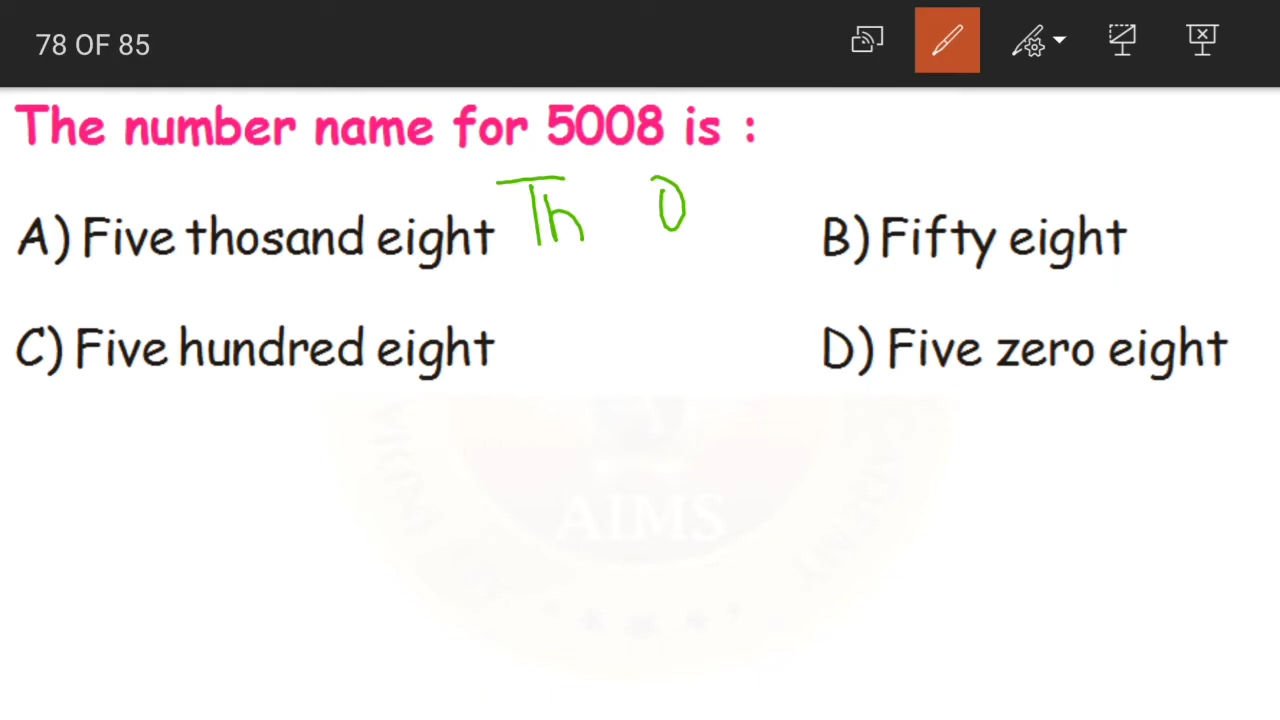 78 OF 85
The number name for 5008 is :
Th O
A) Five thosand eight B) Fifty eight
C) Five hundred eight D) Five zero eight
AIMS